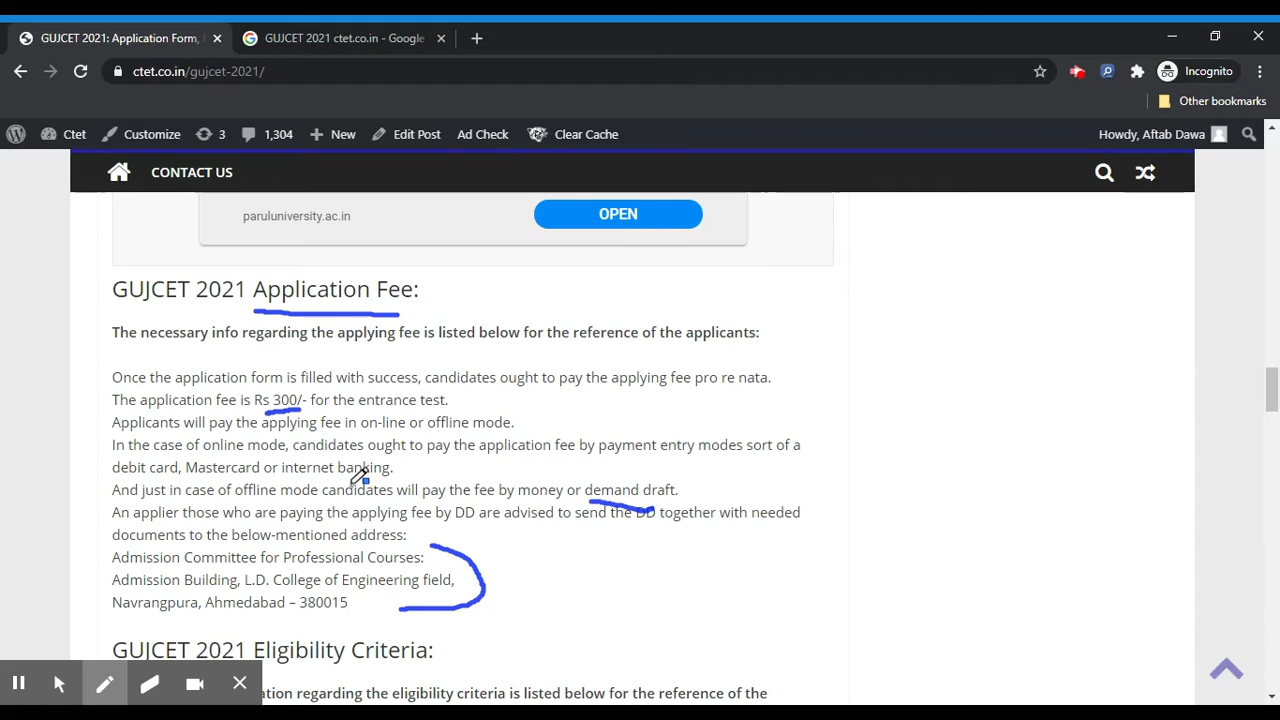 GUJCET 2021: Application Form,
GUJCET 2021 ctet.co.in - Google
ctet.co.in/gujcet-2021/
Incognito
Other bookmarks
Ctet Customize 3 1,304 New Edit Post Ad Check Clear Cache Howdy, Aftab Dawa
CONTACT US
paruluniversity.ac.in
OPEN
GUJCET 2021 Application Fee:
The necessary info regarding the applying fee is listed below for the reference of the applicants:
Once the application form is filled with success, candidates ought to pay the applying fee pro re nata.
The application fee is Rs 300/- for the entrance test.
Applicants will pay the applying fee in on-line or offline mode.
In the case of online mode, candidates ought to pay the application fee by payment entry modes sort of a
debit card, Mastercard or internet banking.
And just in case of offline mode candidates will pay the fee by money or demand draft.
An applier those who are paying the applying fee by DD are advised to send the DD together with needed
documents to the below-mentioned address:
Admission Committee for Professional Courses:
Admission Building, L.D. College of Engineering field,
Navrangpura, Ahmedabad – 380015
GUJCET 2021 Eligibility Criteria:
ation regarding the eligibility criteria is listed below for the reference of the